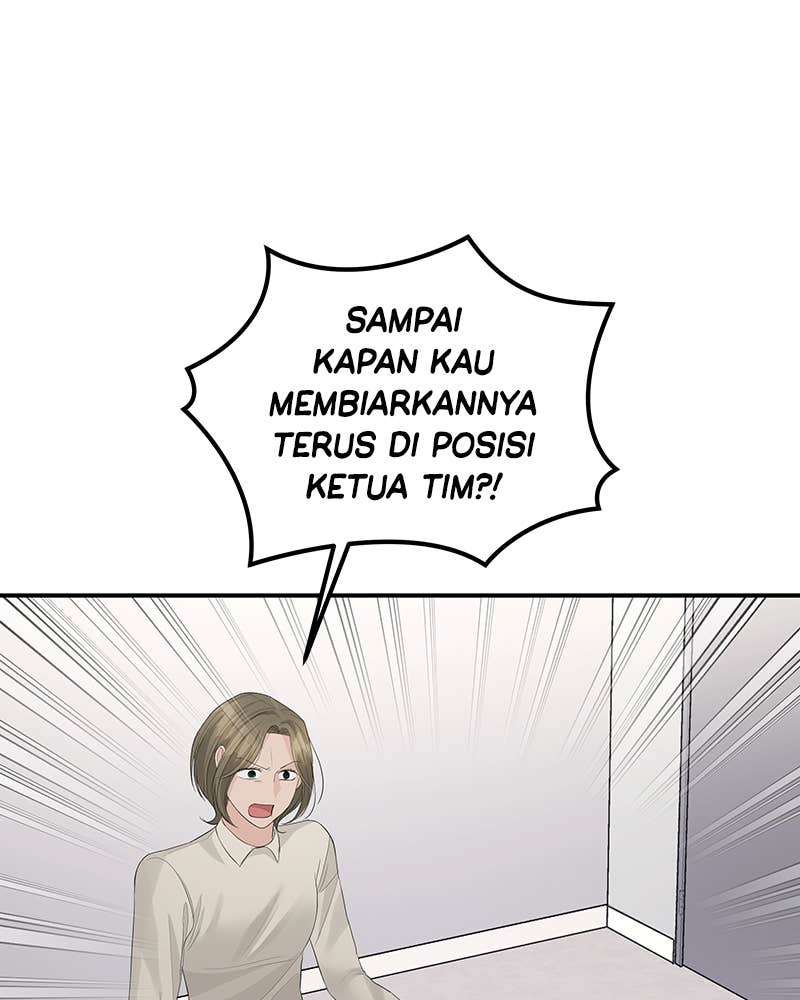 SAMPAI
KAPAN KAU
MEMBIARKANNYA
TERUS DI POSISI
KETUA TIM?!